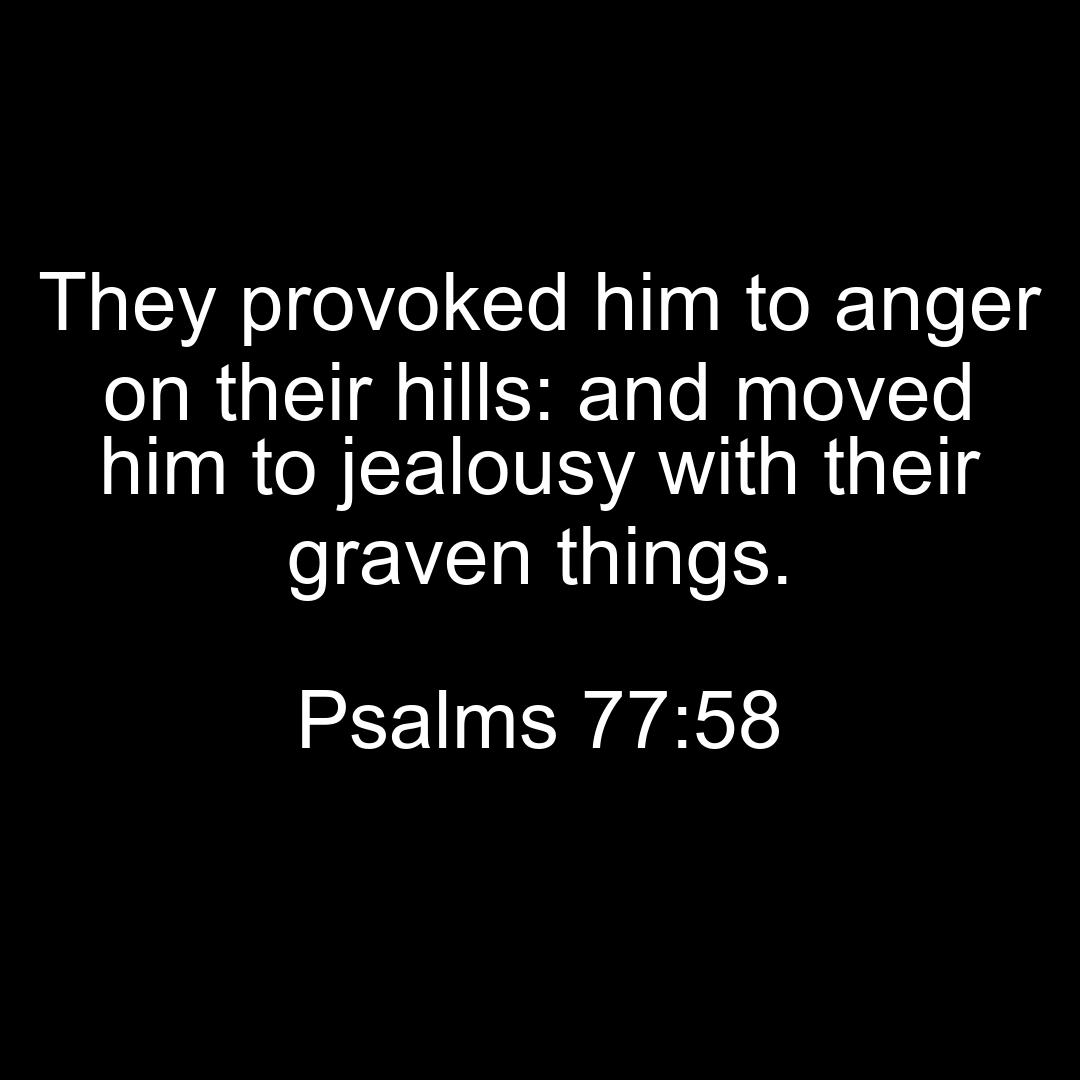 They provoked him to anger
on their hills: and moved
him to jealousy with their
graven things.
Psalms 77:58